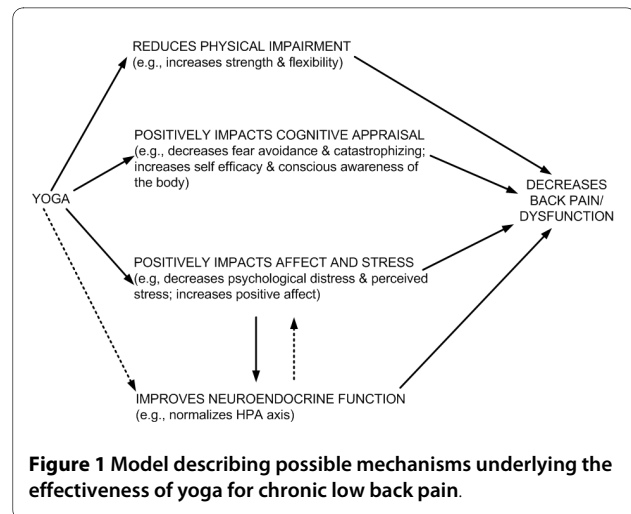 REDUCES PHYSICAL IMPAIRMENT
(e.g., increases strength & flexibility)
POSITIVELY IMPACTS COGNITIVE APPRAISAL
(e.g., decreases fear avoidance & catastrophizing;
increases self efficacy & conscious awareness of
the body)
YOGA
DECREASES
BACK PAIN/
DYSFUNCTION
POSITIVELY IMPACTS AFFECT AND STRESS
(e.g, decreases psychological distress & perceived
stress; increases positive affect)
IMPROVES NEUROENDOCRINE FUNCTION
(e.g., normalizes HPA axis)
Figure 1 Model describing possible mechanisms underlying the
effectiveness of yoga for chronic low back pain.